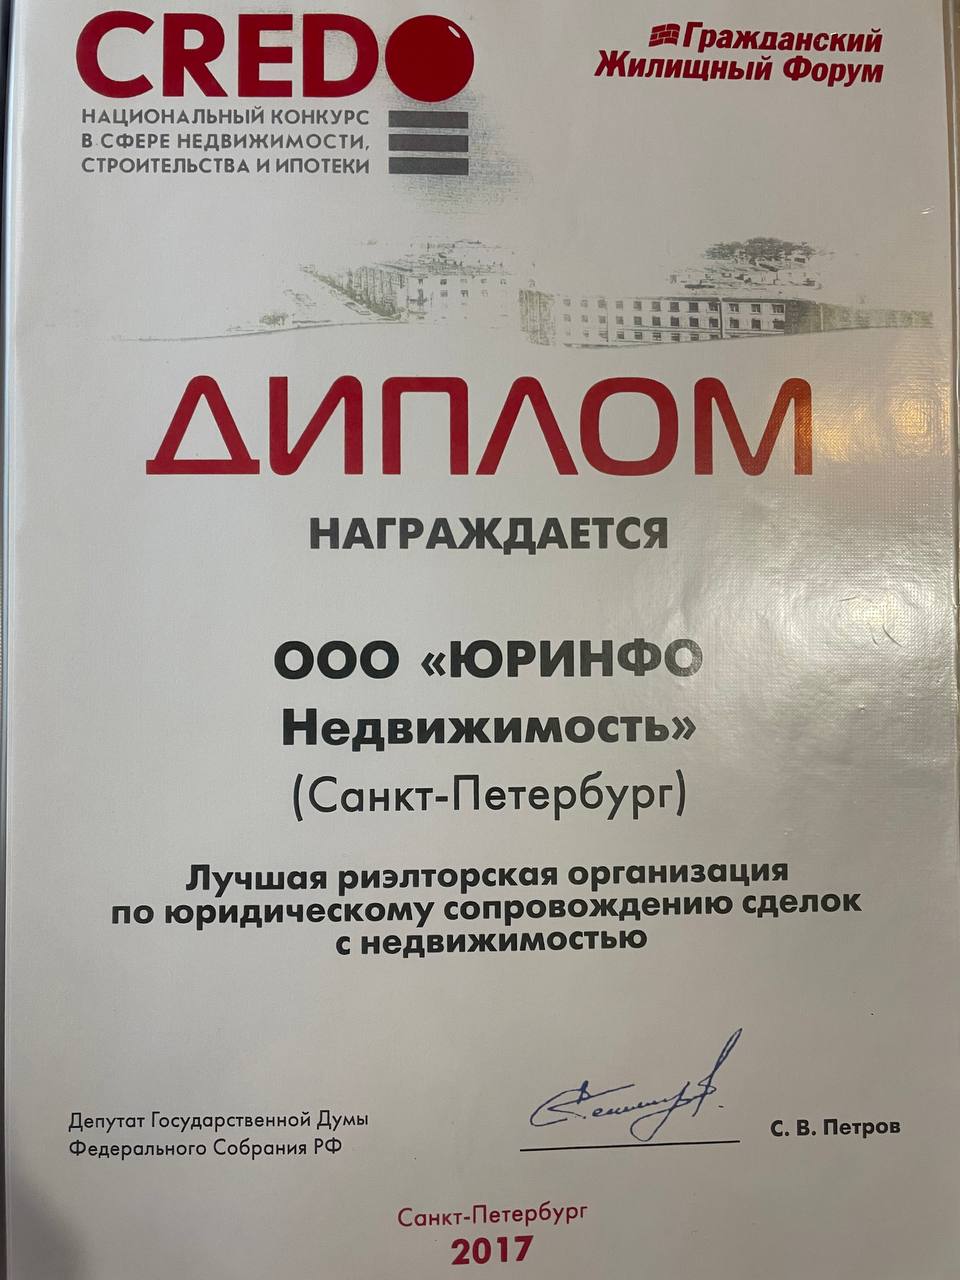 CREDO
НАЦИОНАЛЬНЫЙ КОНКУРС
В СФЕРЕ НЕДВИЖИМОСТИ,
СТРОИТЕЛЬСТВА И ИПОТЕКИ
Гражданский
Жилищный Форум
ДИПЛОМ
НАГРАЖДАЕТСЯ
ООО «ЮРИНФО
Недвижимость»
(Санкт-Петербург)
Лучшая риэлторская организация
по юридическому сопровождению сделок
с недвижимостью
Депутат Государственной Думы
Федерального Собрания РФ
С. В. Петров
Санкт-Петербург
2017